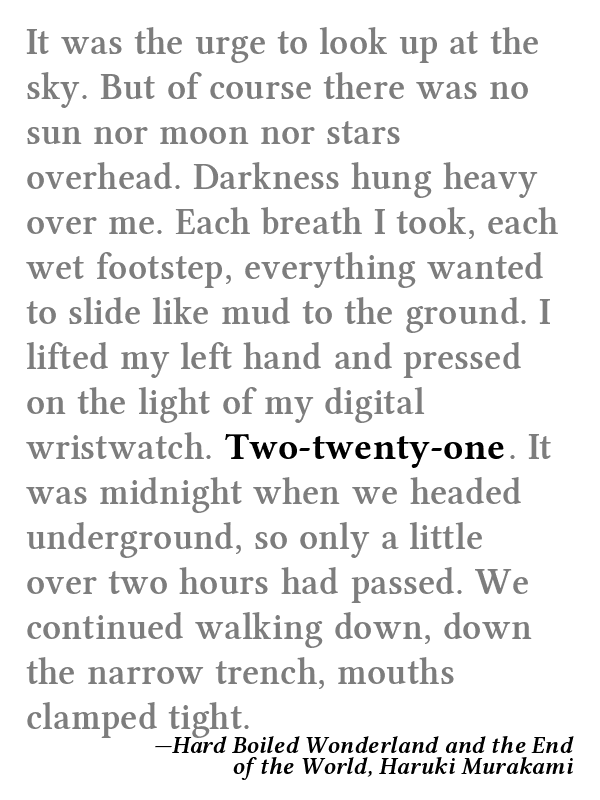 It was the urge to look up at the
sky. But of course there was no
sun nor moon nor stars
overhead. Darkness hung heavy
over me. Each breath I took, each
wet footstep, everything wanted
to slide like mud to the ground. I
lifted my left hand and pressed
on the light of my digital
wristwatch. Two-twenty-one. It
was midnight when we headed
underground, so only a little
over two hours had passed. We
continued walking down, down
the narrow trench, mouths
clamped tight.
—Hard Boiled Wonderland and the End
of the World, Haruki Murakami